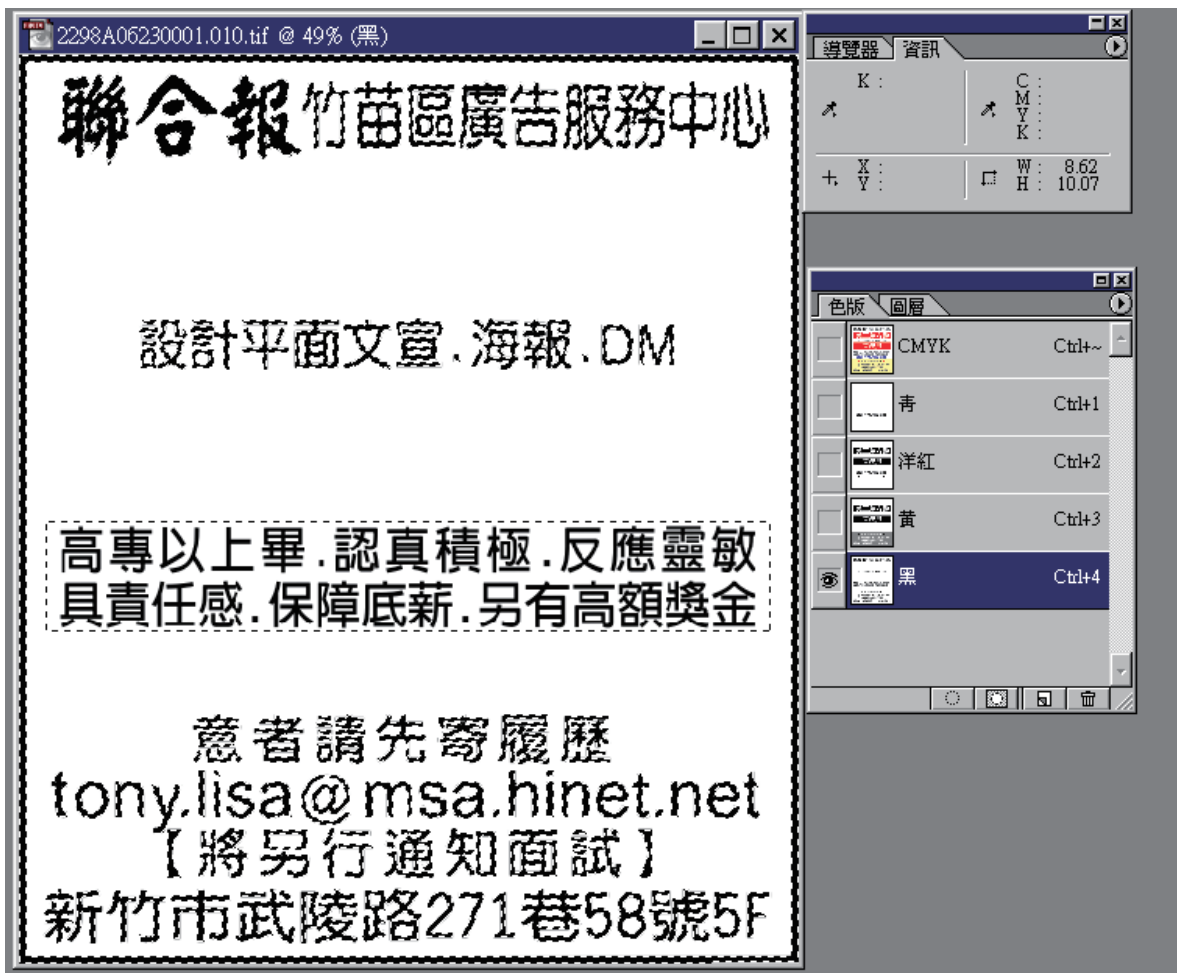 2298A06230001.010.tif @ 49% (黑)
聯合報竹苗區廣告服務中心
設計平面文宣.海報.DM
高專以上畢.認真積極.反應靈敏
具責任感.保障底薪.另有高額獎金
意者請先寄履歷
tony.lisa@msa.hinet.net
【將另行通知面試】
新竹市武陵路271巷58號5F
導覽器 資訊
K :
C :
M :
Y :
K :
X :
Y :
W : 8.62
H : 10.07
色版 圖層
CMYK Ctrl+~
青 Ctrl+1
洋紅 Ctrl+2
黃 Ctrl+3
黑 Ctrl+4